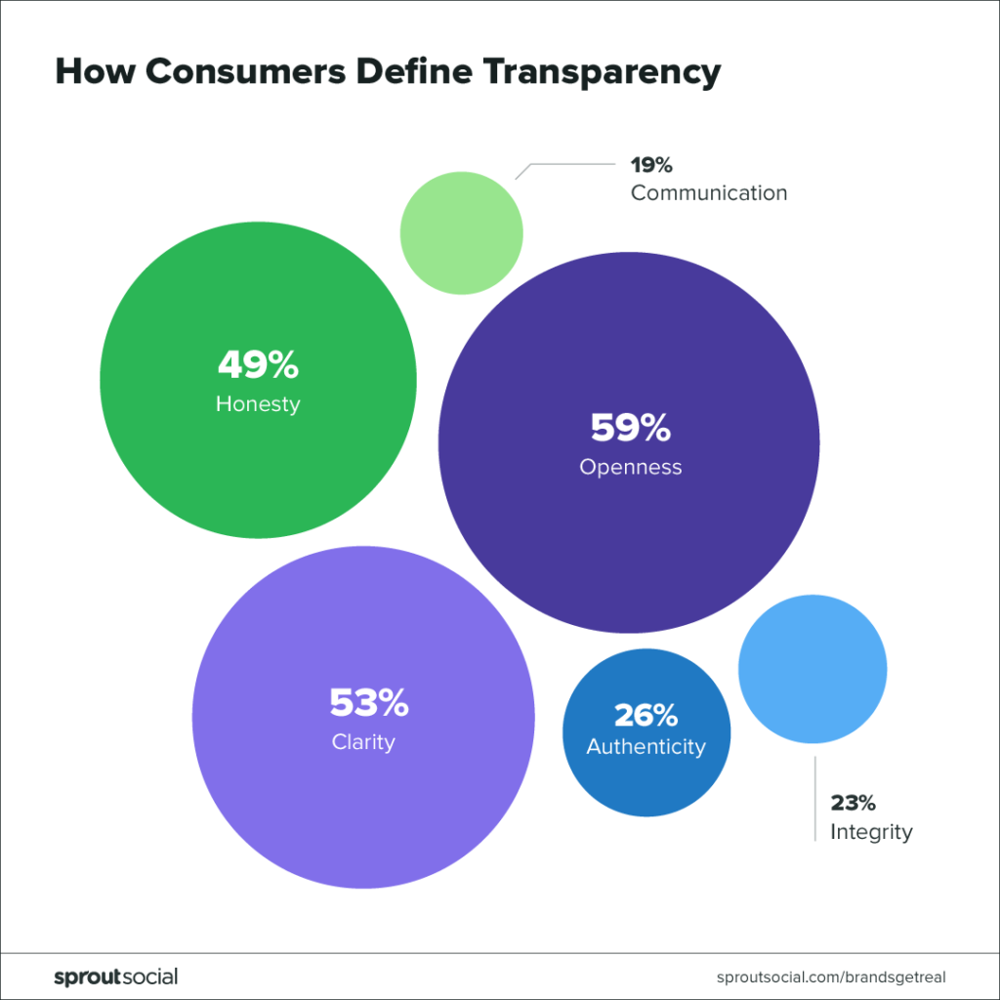 How Consumers Define Transparency
19%
Communication
49%
Honesty
59%
Openness
53%
Clarity
26%
Authenticity
23%
Integrity
sproutsocial
sproutsocial.com/brandsgetreal